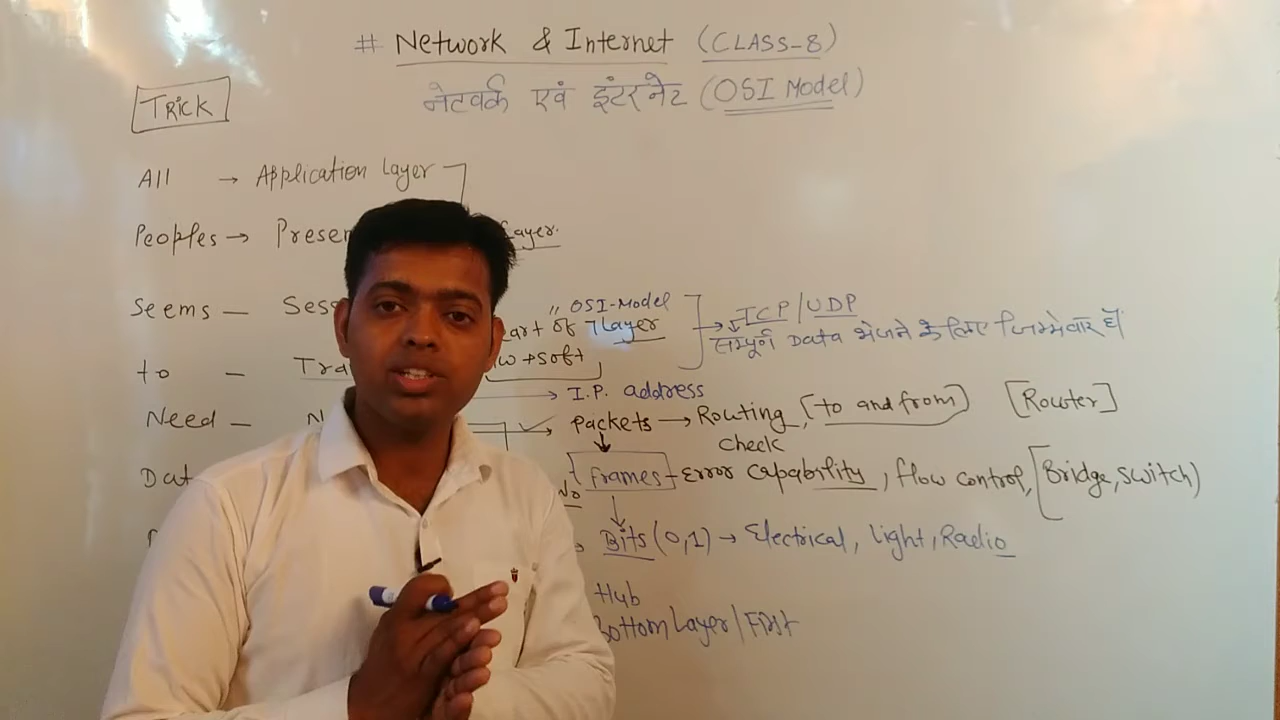 # Network & Internet (CLASS-8)
नेटवर्क एवं इंटरनेट (OSI Model)
TRICK
All → Application Layer
Peoples → Presen Layer.
Seems — Sess
" OSI-Model
Heart of 7 Layer
TCP/UDP
सम्पूर्ण Data भेजने के लिए जिम्मेवार हैं
to — Tra
+Soft
→ I.P. address
Need — N
Packets → Routing, (to and from) [Router]
check
Dat
frames - Error Capability, flow control, [Bridge, Switch)
Bits (0,1) → Electrical, light, Radio
Hub
Bottom Layer/First